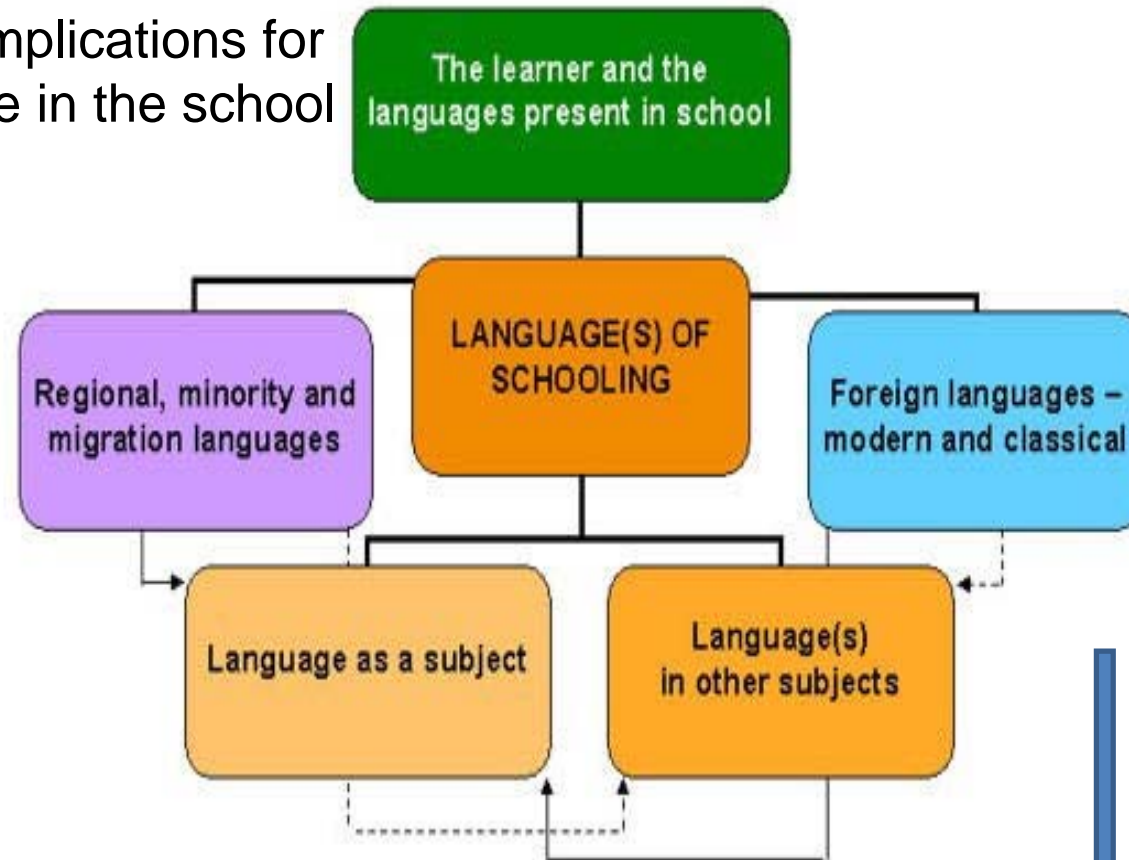 mplications for
e in the school
The learner and the
languages present in school
LANGUAGE(S) OF
SCHOOLING
Regional, minority and
migration languages
Foreign languages –
modern and classical
Language as a subject
Language(s)
in other subjects